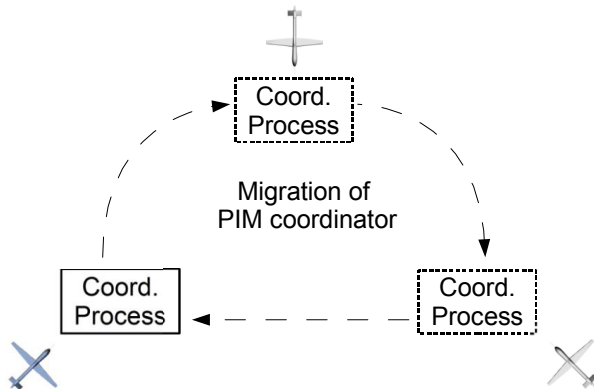 Coord.
Process
Migration of
PIM coordinator
Coord.
Process
Coord.
Process